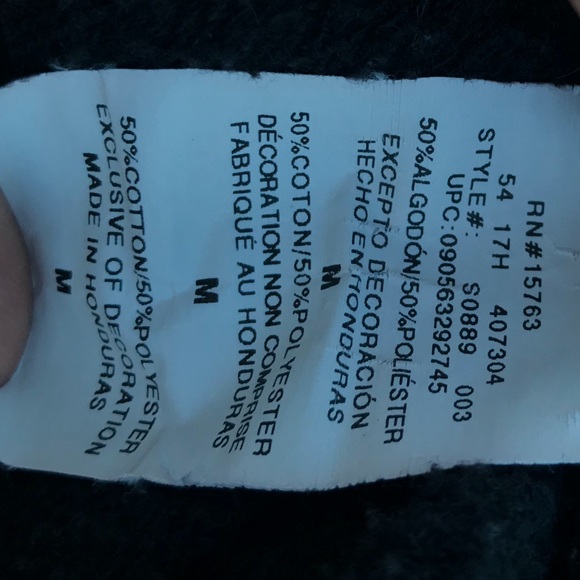 RN#15763
54 17H 407304
STYLE#: S0889 003
UPC:090563292745
50%ALGODÓN/50%POLIÉSTER
EXCEPTO DECORACIÓN
HECHO EN HONDURAS
M
50%COTON/50%POLYESTER
DÉCORATION NON COMPRISE
FABRIQUÉ AU HONDURAS
M
50%COTTON/50%POLYESTER
EXCLUSIVE OF DECORATION
MADE IN HONDURAS
M